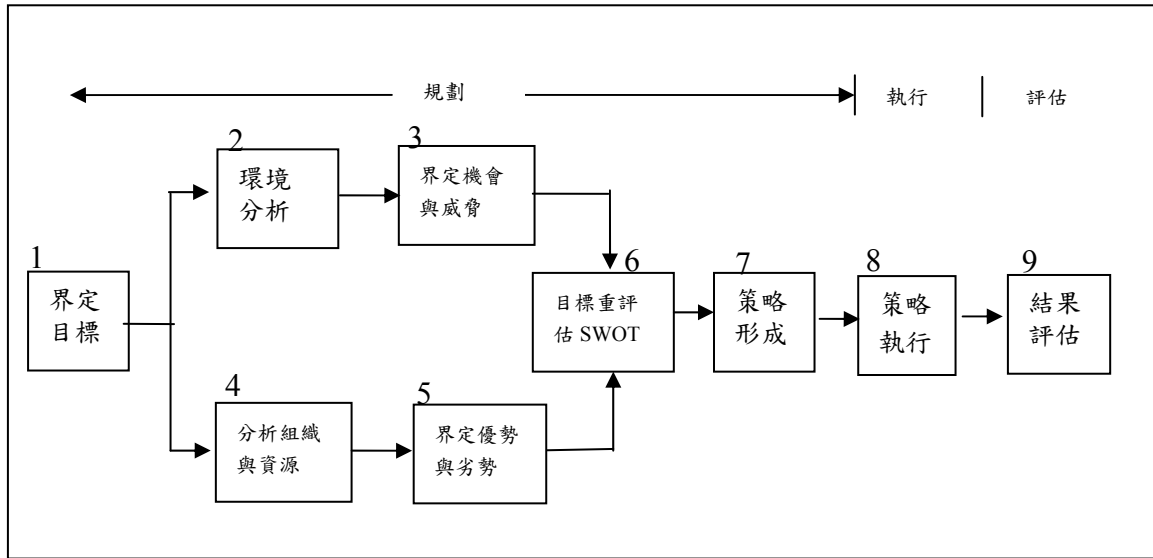 規劃
執行
評估
1
界定
目標
2
環境
分析
3
界定機會
與威脅
4
分析組織
與資源
5
界定優勢
與劣勢
6
目標重評
估 SWOT
7
策略
形成
8
策略
執行
9
結果
評估